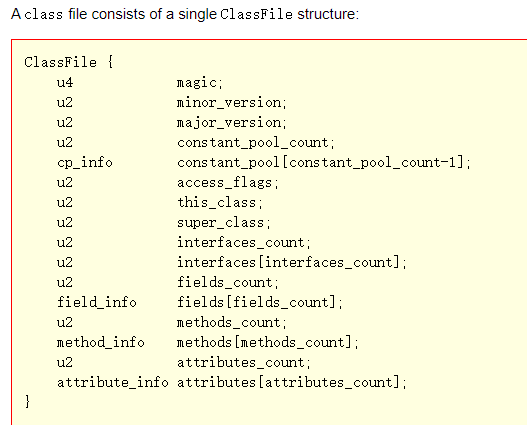 A class file consists of a single ClassFile structure:
ClassFile {
u4 magic;
u2 minor_version;
u2 major_version;
u2 constant_pool_count;
cp_info constant_pool[constant_pool_count-1];
u2 access_flags;
u2 this_class;
u2 super_class;
u2 interfaces_count;
u2 interfaces[interfaces_count];
u2 fields_count;
field_info fields[fields_count];
u2 methods_count;
method_info methods[methods_count];
u2 attributes_count;
attribute_info attributes[attributes_count];
}